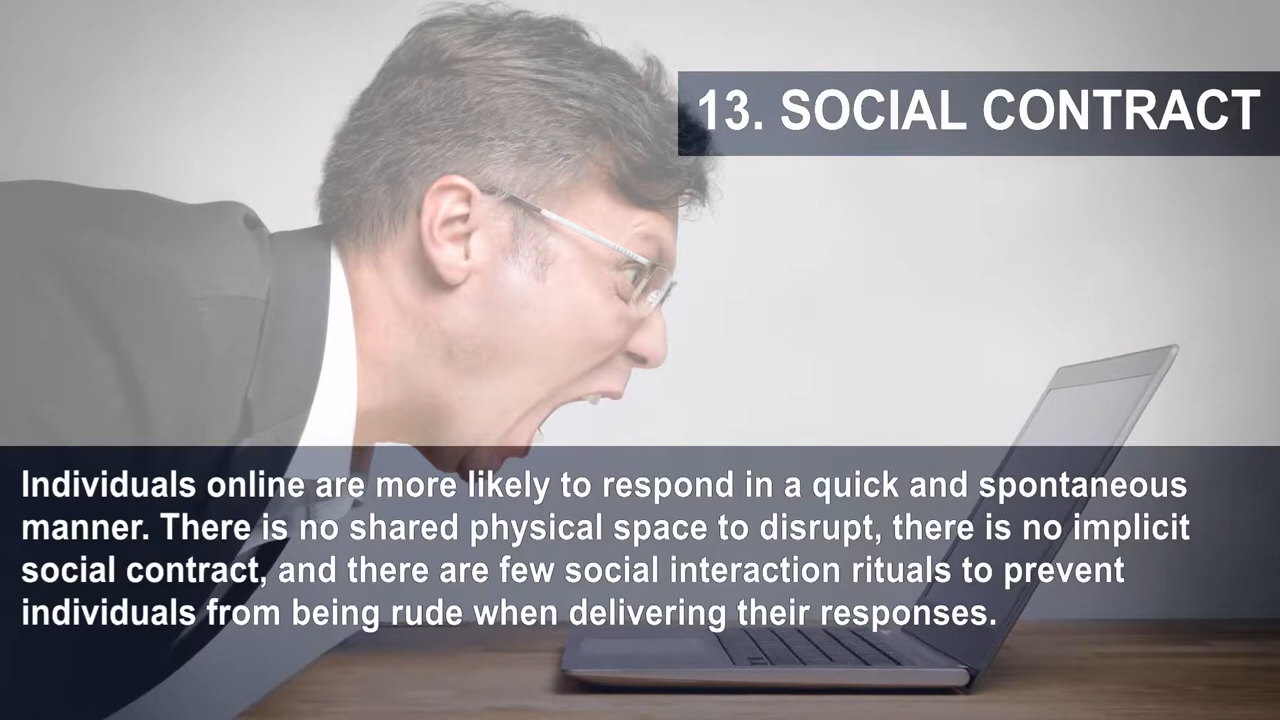 13. SOCIAL CONTRACT
Individuals online are more likely to respond in a quick and spontaneous
manner. There is no shared physical space to disrupt, there is no implicit
social contract, and there are few social interaction rituals to prevent
individuals from being rude when delivering their responses.